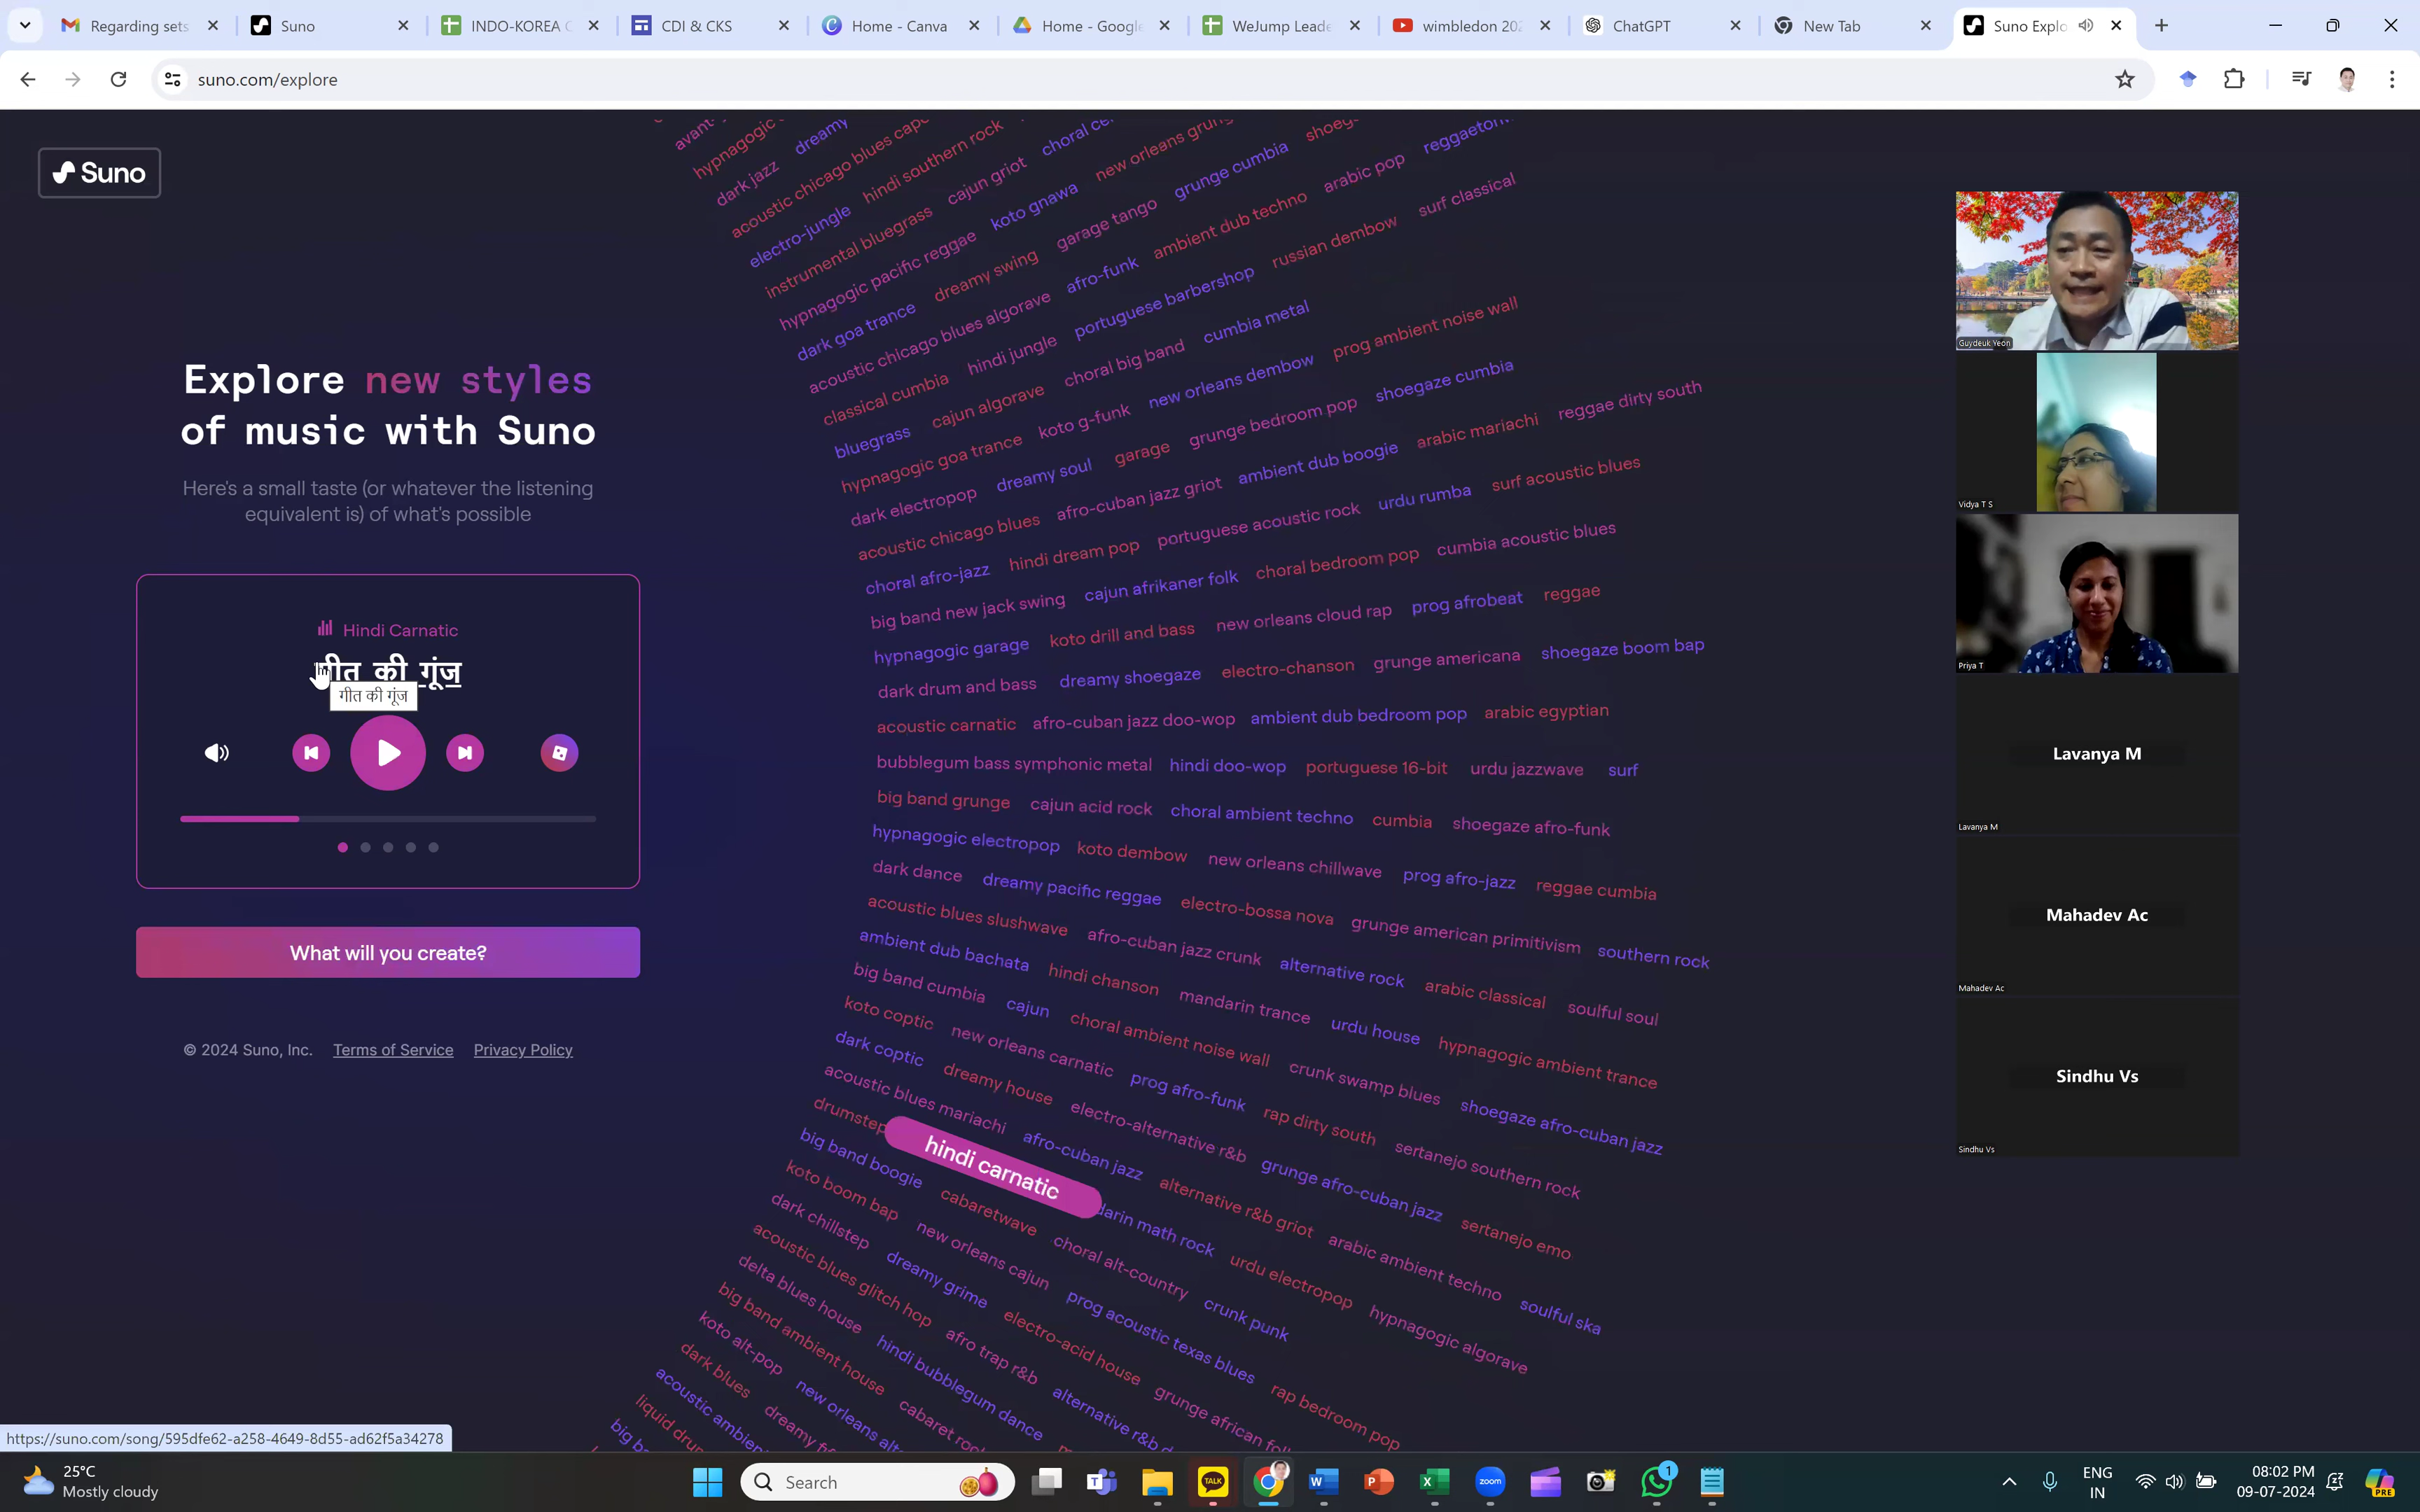 Regarding sets
Suno
INDO-KOREA C
CDI & CKS
Home - Canva
Home - Google
WeJump Leade
wimbledon 202
ChatGPT
New Tab
Suno Explo
suno.com/explore
Suno
Explore new styles
of music with Suno
Here's a small taste (or whatever the listening
equivalent is) of what's possible
Hindi Carnatic
गीत की गूंज
गीत की गूंज
What will you create?
© 2024 Suno, Inc. Terms of Service Privacy Policy
dark jazz
acoustic chicago blues
hindi southern rock
choral
new orleans grung
electro-jungle
cajun griot
grunge cumbia
reggaeton
instrumental bluegrass
koto gnawa
arabic pop
hypnagogic pacific reggae
garage tango
ambient dub techno
surf classical
dark goa trance
dreamy swing
afro-funk
russian dembow
acoustic chicago blues algorave
portuguese barbershop
classical cumbia
hindi jungle
cumbia metal
bluegrass
cajun algorave
choral big band
prog ambient noise wall
hypnagogic goa trance
koto g-funk
new orleans dembow
dark electropop
dreamy soul
garage
grunge bedroom pop
shoegaze cumbia
acoustic chicago blues
afro-cuban jazz griot
ambient dub boogie
arabic mariachi
reggae dirty south
choral afro-jazz
hindi dream pop
portuguese acoustic rock
urdu rumba
surf acoustic blues
big band new jack swing
cajun afrikaner folk
choral bedroom pop
cumbia acoustic blues
hypnagogic garage
koto drill and bass
new orleans cloud rap
prog afrobeat
reggae
dark drum and bass
dreamy shoegaze
electro-chanson
grunge americana
shoegaze boom bap
acoustic carnatic
afro-cuban jazz doo-wop
ambient dub bedroom pop
arabic egyptian
bubblegum bass symphonic metal
hindi doo-wop
portuguese 16-bit
urdu jazzwave
surf
big band grunge
cajun acid rock
choral ambient techno
cumbia
shoegaze afro-funk
hypnagogic electropop
koto dembow
new orleans chillwave
prog afro-jazz
reggae cumbia
dark dance
dreamy pacific reggae
electro-bossa nova
grunge american primitivism
southern rock
acoustic blues slushwave
afro-cuban jazz crunk
alternative rock
arabic classical
soulful soul
ambient dub bachata
hindi chanson
mandarin trance
urdu house
hypnagogic ambient trance
big band cumbia
cajun
choral ambient noise wall
crunk swamp blues
shoegaze afro-cuban jazz
koto coptic
new orleans carnatic
prog afro-funk
rap dirty south
sertanejo southern rock
dark coptic
dreamy house
electro-alternative r&b
grunge afro-cuban jazz
sertanejo emo
acoustic blues mariachi
afro-cuban jazz
alternative r&b griot
arabic ambient techno
soulful ska
drumstep
hindi carnatic
darin math rock
urdu electropop
hypnagogic algorave
big band boogie
cabaretwave
choral alt-country
crunk punk
koto boom bap
new orleans cajun
prog acoustic texas blues
rap bedroom pop
dark chillstep
dreamy grime
electro-acid house
grunge african
acoustic blues glitch hop
afro trap r&b
alternative r&b
delta blues house
hindi bubblegum dance
big band ambient house
cabaret
koto alt-pop
new orleans
dark blues
dreamy
acoustic
liquid
Guydeuk Yeon
Vidya T S
Priya T
Lavanya M
Lavanya M
Mahadev Ac
Mahadev Ac
Sindhu Vs
Sindhu Vs
https://suno.com/song/595dfe62-a258-4649-8d55-ad62f5a34278
25°C
Mostly cloudy
Search
TALK
zoom
1
ENG
IN
08:02 PM
09-07-2024
PRE